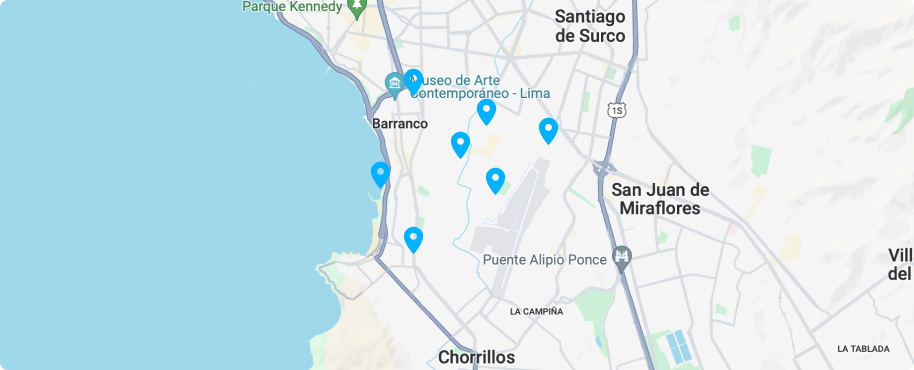 Parque Kennedy
Santiago
de Surco
Museo de Arte
Contemporáneo - Lima
1S
Barranco
San Juan de
Miraflores
Puente Alipio Ponce
Vill
del
LA CAMPIÑA
LA TABLADA
Chorrillos